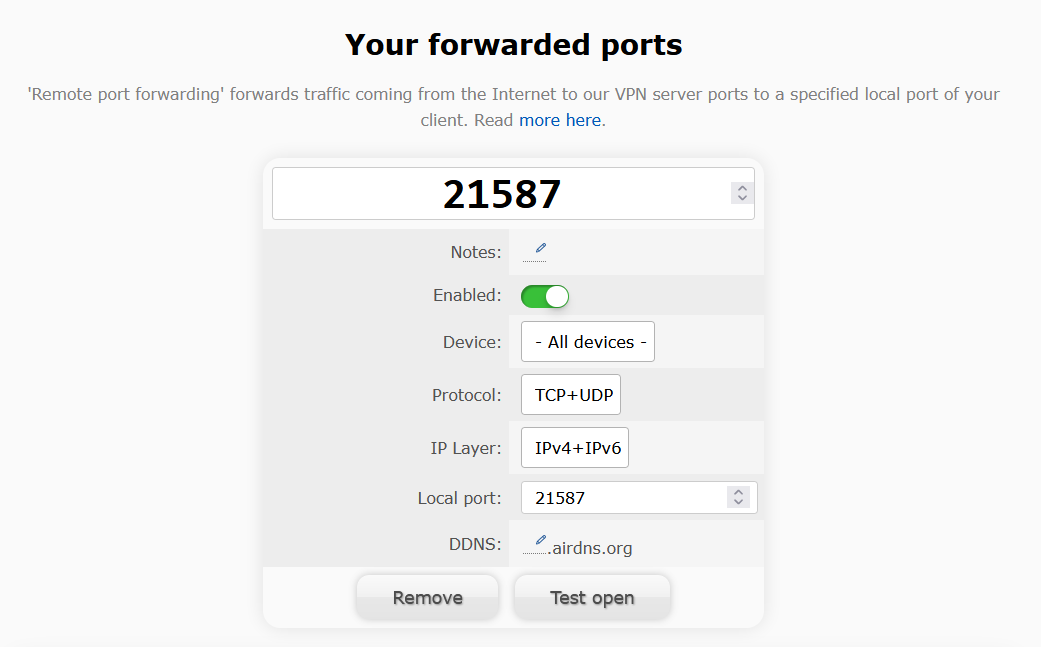 Your forwarded ports
'Remote port forwarding' forwards traffic coming from the Internet to our VPN server ports to a specified local port of your
client. Read more here.
21587
Notes:
Enabled:
Device: - All devices -
Protocol: TCP+UDP
IP Layer: IPv4+IPv6
Local port: 21587
DDNS: .airdns.org
Remove Test open